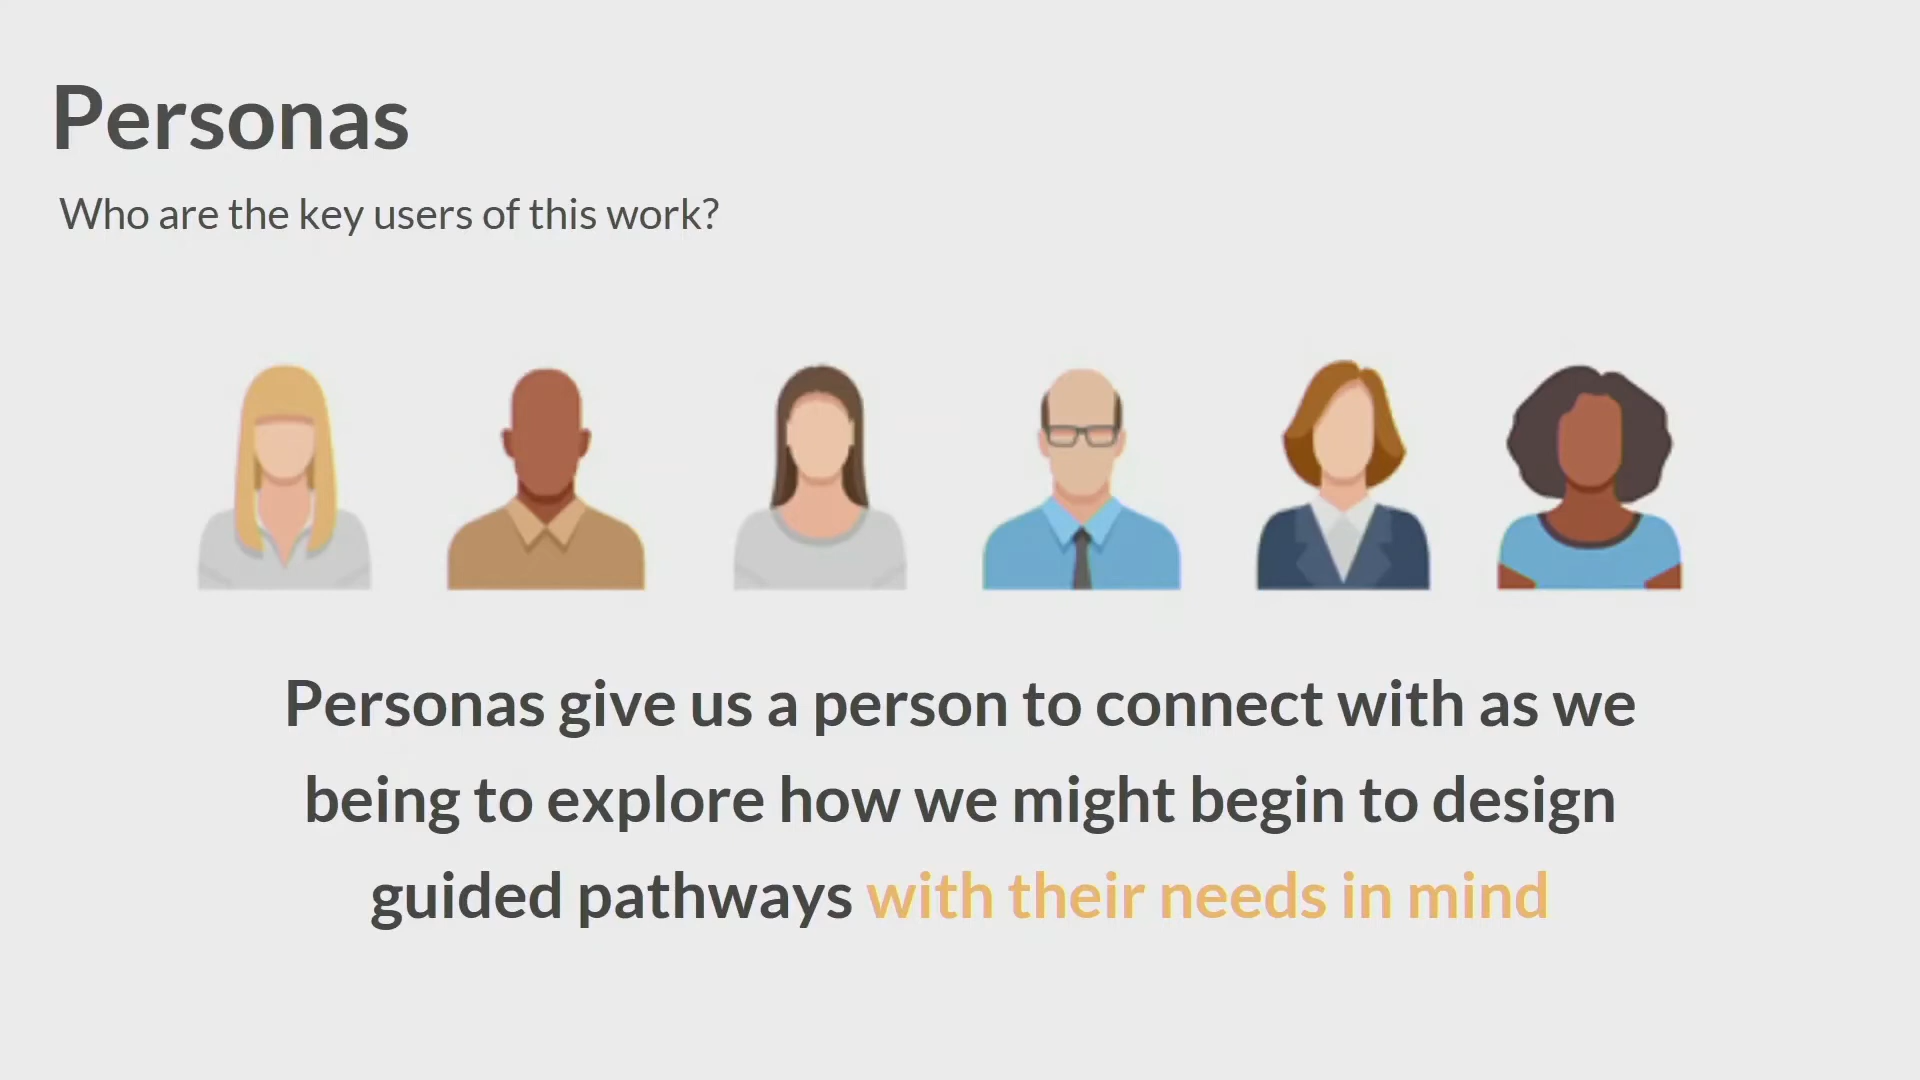 Personas
Who are the key users of this work?
Personas give us a person to connect with as we
being to explore how we might begin to design
guided pathways with their needs in mind